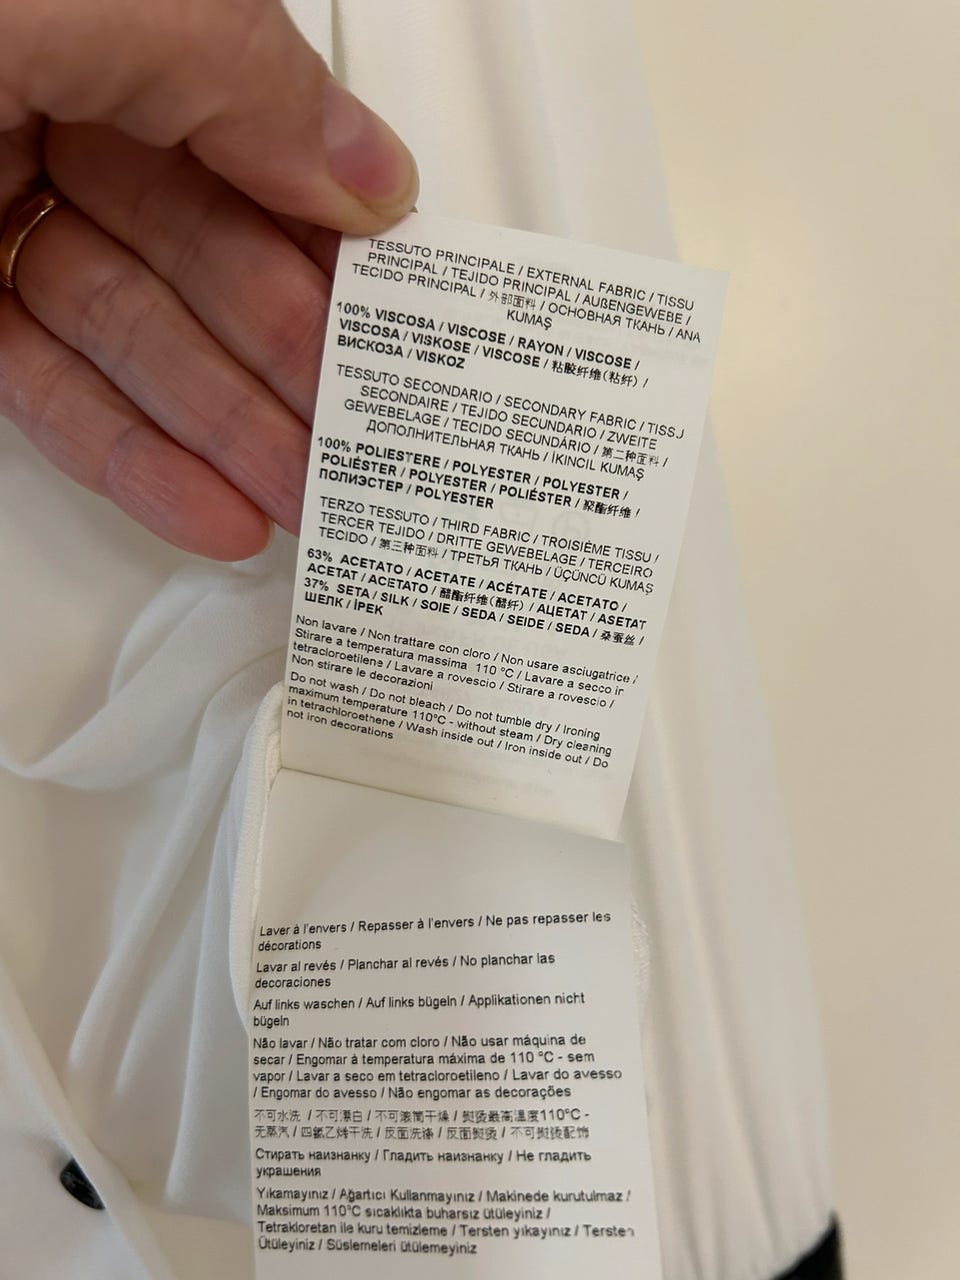 TESSUTO PRINCIPALE / EXTERNAL FABRIC / TISSU
PRINCIPAL / TEJIDO PRINCIPAL / AUßENGEWEBE /
TECIDO PRINCIPAL / 外部面料 / ОСНОВНАЯ ТКАНЬ / ANA
KUMAŞ
100% VISCOSA / VISCOSE / RAYON / VISCOSE /
VISCOSA / VISKOSE / VISCOSE / 粘胶纤维(粘纤) /
ВИСКОЗА / VISKOZ
TESSUTO SECONDARIO / SECONDARY FABRIC / TISSJ
SECONDAIRE / TEJIDO SECUNDARIO / ZWEITE
GEWEBELAGE / TECIDO SECUNDÁRIO / 第二种面料 /
ДОПОЛНИТЕЛЬНАЯ ТКАНЬ / İKINCIL KUMAŞ
100% POLIESTERE / POLYESTER / POLYESTER /
POLIÉSTER / POLYESTER / POLIÉSTER / 聚酯纤维 /
ПОЛИЭСТЕР / POLYESTER
TERZO TESSUTO / THIRD FABRIC / TROISIÈME TISSU /
TERCER TEJIDO / DRITTE GEWEBELAGE / TERCEIRO
TECIDO / 第三种面料 / ТРЕТЬЯ ТКАНЬ / ÜÇÜNCÜ KUMAŞ
63% ACETATO / ACETATE / ACÉTATE / ACETATO /
ACETAT / ACETATO / 醋酯纤维(醋纤) / АЦЕТАТ / ASETAT
37% SETA / SILK / SOIE / SEDA / SEIDE / SEDA / 桑蚕丝 /
ШЕЛК / İPEK
Non lavare / Non trattare con cloro / Non usare asciugatrice /
Stirare a temperatura massima 110 °C / Lavare a secco in
tetracloroetilene / Lavare a rovescio / Stirare a rovescio /
Non stirare le decorazioni
Do not wash / Do not bleach / Do not tumble dry / Ironing
maximum temperature 110°C - without steam / Dry cleaning
in tetrachloroethene / Wash inside out / Iron inside out / Do
not iron decorations
Laver à l'envers / Repasser à l'envers / Ne pas repasser les
décorations
Lavar al revés / Planchar al revés / No planchar las
decoraciones
Auf links waschen / Auf links bügeln / Applikationen nicht
bügeln
Não lavar / Não tratar com cloro / Não usar máquina de
secar / Engomar à temperatura máxima de 110 °C - sem
vapor / Lavar a seco em tetracloroetileno / Lavar do avesso
/ Engomar do avesso / Não engomar as decorações
不可水洗 / 不可漂白 / 不可滚筒干燥 / 熨烫最高温度110°C -
无蒸汽 / 四氯乙烯干洗 / 反面洗涤 / 反面熨烫 / 不可熨烫配饰
Стирать наизнанку / Гладить наизнанку / Не гладить
украшения
Yıkamayınız / Ağartıcı Kullanmayınız / Makinede kurutulmaz /
Maksimum 110°C sıcaklıkta buharsız ütüleyiniz /
Tetrakloretan ile kuru temizleme / Tersten yıkayınız / Tersten
Ütüleyiniz / Süslemeleri ütülemeyiniz